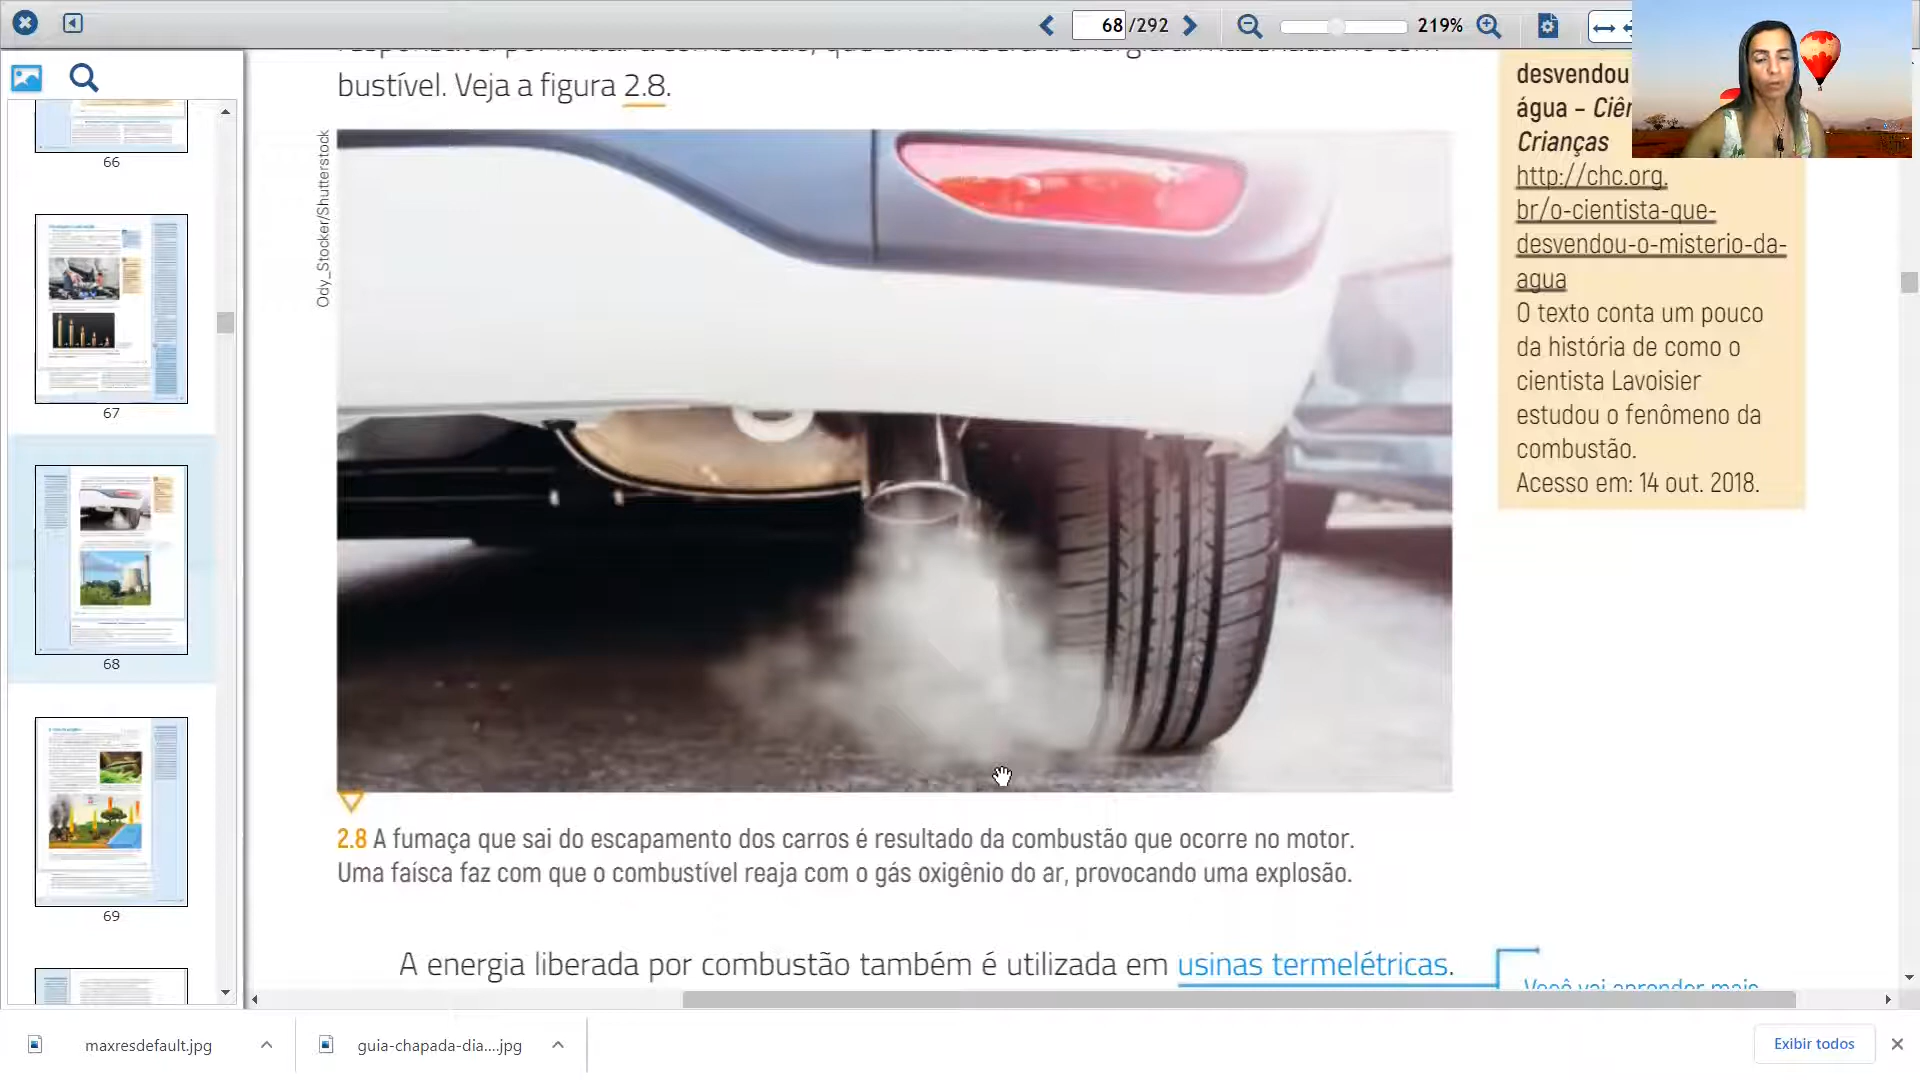 68 /292
219%
bustível. Veja a figura 2.8.
Ody_Stocker/Shutterstock
desvendou
água – Ciên
Crianças
http://chc.org.
br/o-cientista-que-
desvendou-o-misterio-da-
agua
O texto conta um pouco
da história de como o
cientista Lavoisier
estudou o fenômeno da
combustão.
Acesso em: 14 out. 2018.
66
67
68
69
2.8 A fumaça que sai do escapamento dos carros é resultado da combustão que ocorre no motor.
Uma faísca faz com que o combustível reaja com o gás oxigênio do ar, provocando uma explosão.
A energia liberada por combustão também é utilizada em usinas termelétricas.
Você vai aprender mais
maxresdefault.jpg
guia-chapada-dia....jpg
Exibir todos